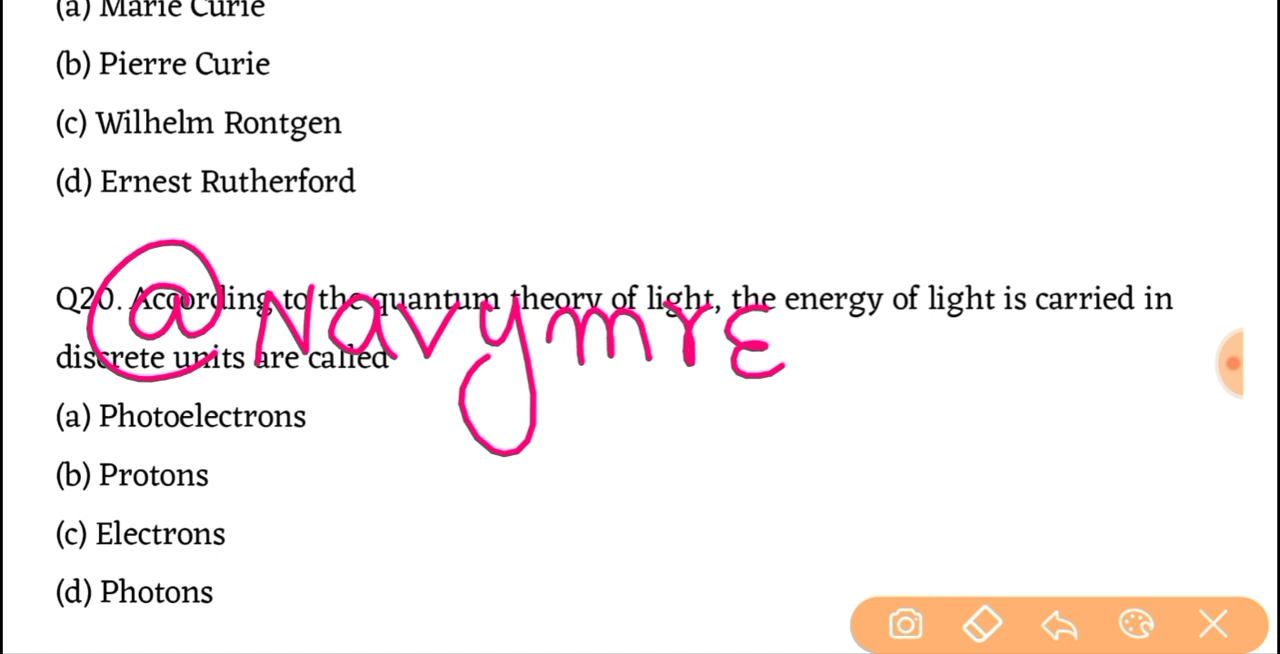 (a) Marie Curie
(b) Pierre Curie
(c) Wilhelm Rontgen
(d) Ernest Rutherford
Q20. According to the quantum theory of light, the energy of light is carried in
discrete units are called
@Navymrε
(a) Photoelectrons
(b) Protons
(c) Electrons
(d) Photons